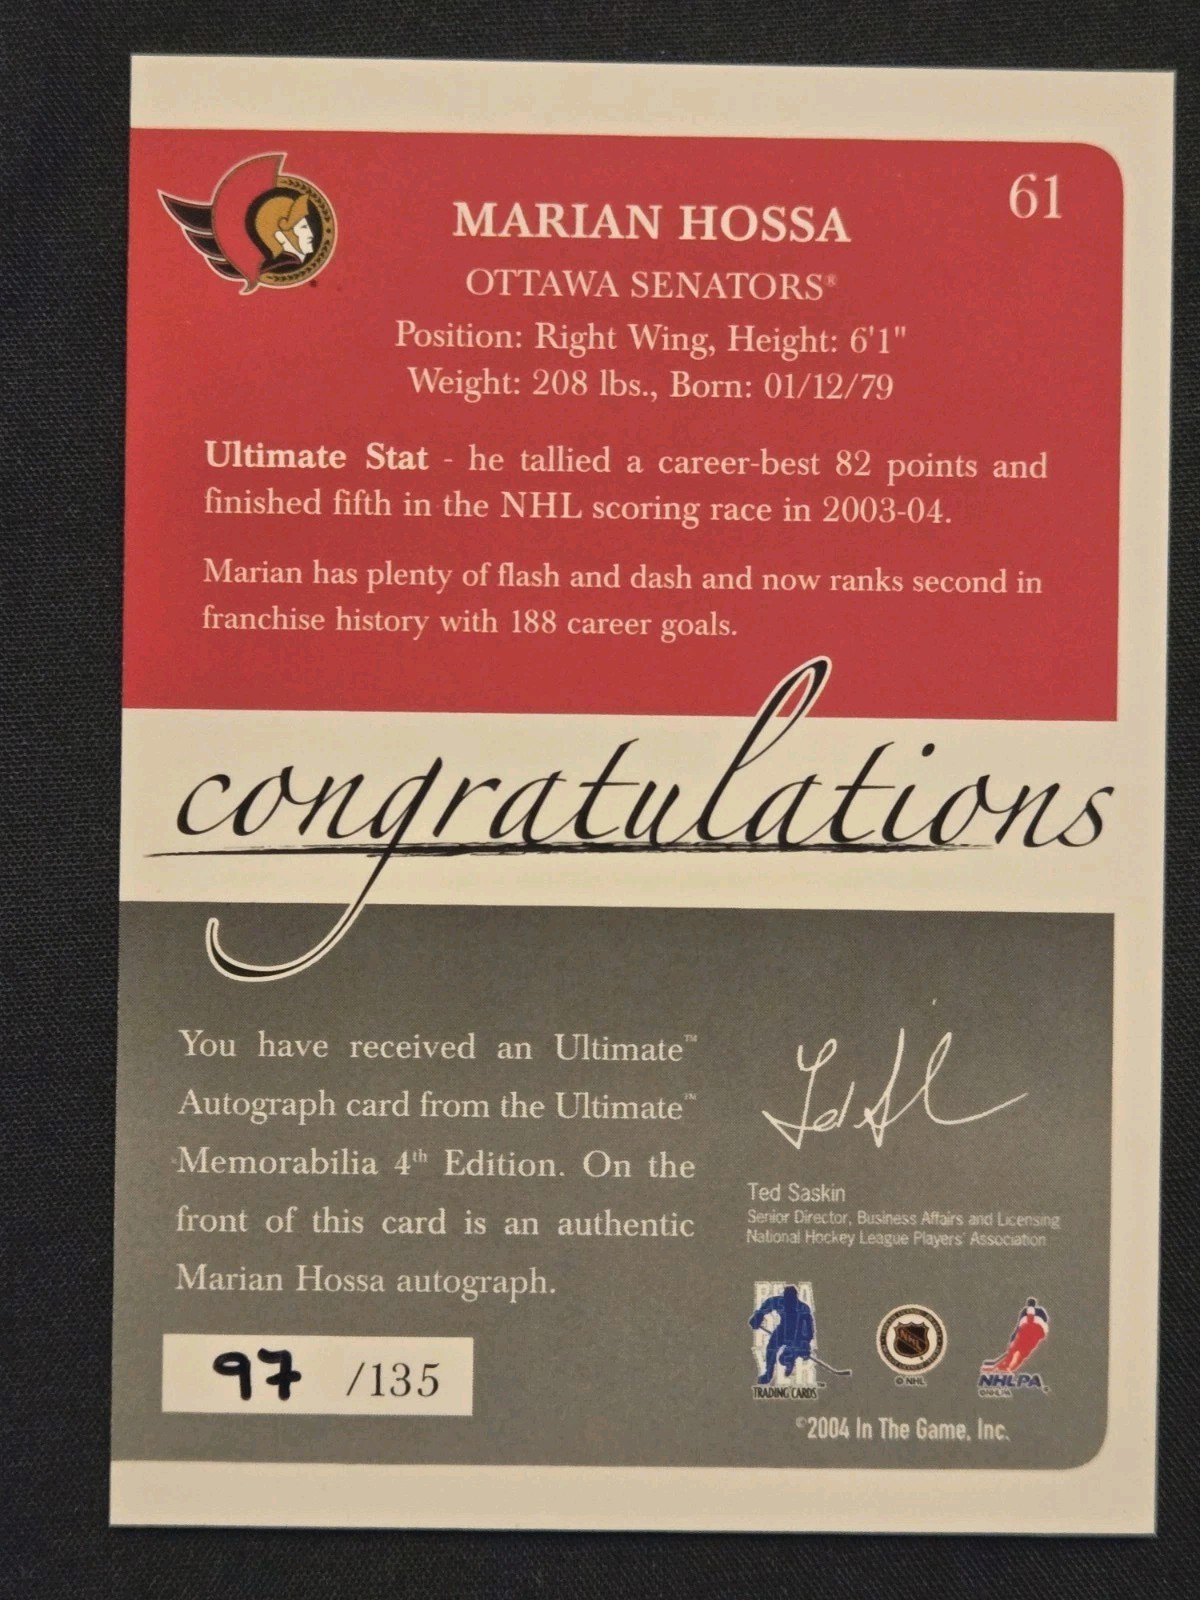 61
MARIAN HOSSA
OTTAWA SENATORS®
Position: Right Wing, Height: 6'1"
Weight: 208 lbs., Born: 01/12/79
Ultimate Stat - he tallied a career-best 82 points and
finished fifth in the NHL scoring race in 2003-04.
Marian has plenty of flash and dash and now ranks second in
franchise history with 188 career goals.
congratulations
You have received an Ultimate™
Autograph card from the Ultimate™
Memorabilia 4th Edition. On the
front of this card is an authentic
Marian Hossa autograph.
97 /135
Ted Saskin
Senior Director, Business Affairs and Licensing
National Hockey League Players' Association
BE A PLAYER
TRADING CARDS™
NHL
© NHL
NHLPA
©2004 In The Game, Inc.